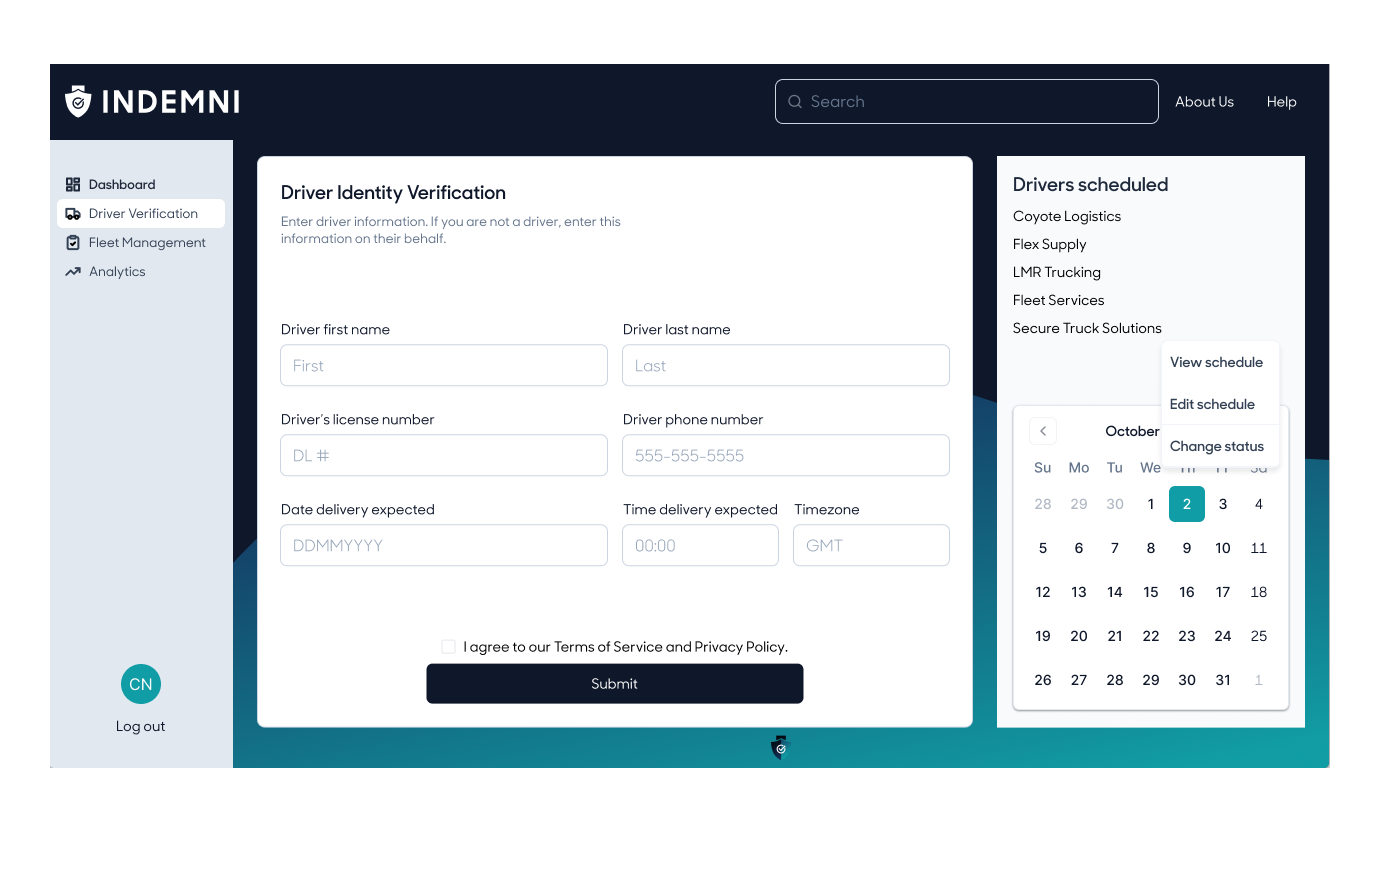 INDEMNI
Search
About Us
Help
Dashboard
Driver Verification
Fleet Management
Analytics
CN
Log out
Driver Identity Verification
Enter driver information. If you are not a driver, enter this
information on their behalf.
Driver first name
Driver last name
First
Last
Driver's license number
Driver phone number
DL #
555-555-5555
Date delivery expected
Time delivery expected
Timezone
DDMMYYYY
00:00
GMT
I agree to our Terms of Service and Privacy Policy.
Submit
Drivers scheduled
Coyote Logistics
Flex Supply
LMR Trucking
Fleet Services
Secure Truck Solutions
View schedule
Edit schedule
Change status
October
Su Mo Tu We
28 29 30 1 2 3 4
5 6 7 8 9 10 11
12 13 14 15 16 17 18
19 20 21 22 23 24 25
26 27 28 29 30 31 1